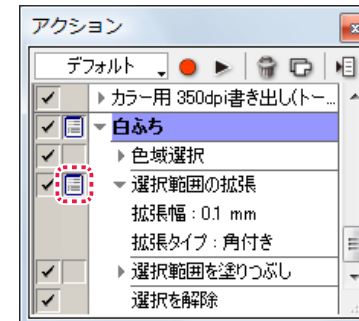 アクション
デフォルト
カラー用 350dpi書き出し(トー...
白ふち
色域選択
選択範囲の拡張
拡張幅：0.1 mm
拡張タイプ：角付き
選択範囲を塗りつぶし
選択を解除